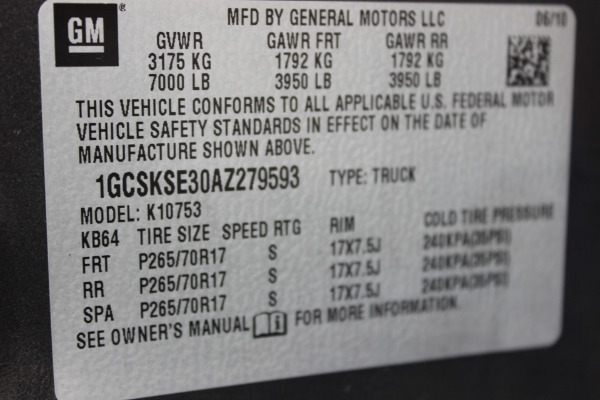 GM
MFD BY GENERAL MOTORS LLC 06/10
GVWR GAWR FRT GAWR RR
3175 KG 1792 KG 1792 KG
7000 LB 3950 LB 3950 LB
THIS VEHICLE CONFORMS TO ALL APPLICABLE U.S. FEDERAL MOTOR
VEHICLE SAFETY STANDARDS IN EFFECT ON THE DATE OF
MANUFACTURE SHOWN ABOVE.
1GCSKSE30AZ279593 TYPE: TRUCK
MODEL: K10753
KB64 TIRE SIZE SPEED RTG RIM COLD TIRE PRESSURE
FRT P265/70R17 S 17X7.5J 240KPA(35PSI)
RR P265/70R17 S 17X7.5J 240KPA(35PSI)
SPA P265/70R17 S 17X7.5J 240KPA(35PSI)
SEE OWNER'S MANUAL FOR MORE INFORMATION.